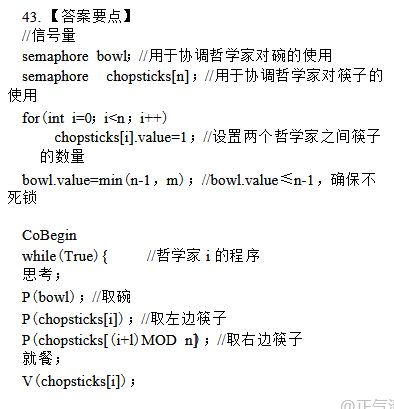 43. 【答案要点】
//信号量
semaphore bowl; //用于协调哲学家对碗的使用
semaphore chopsticks[n]; //用于协调哲学家对筷子的
使用
for(int i=0; i<n; i++)
chopsticks[i].value=1; //设置两个哲学家之间筷子
的数量
bowl.value=min(n-1, m); //bowl.value≤n-1, 确保不
死锁
CoBegin
while(True){ //哲学家 i 的程序
思考;
P(bowl); //取碗
P(chopsticks[i]); //取左边筷子
P(chopsticks[(i+l)MOD n]); //取右边筷子
就餐;
V(chopsticks[i]);